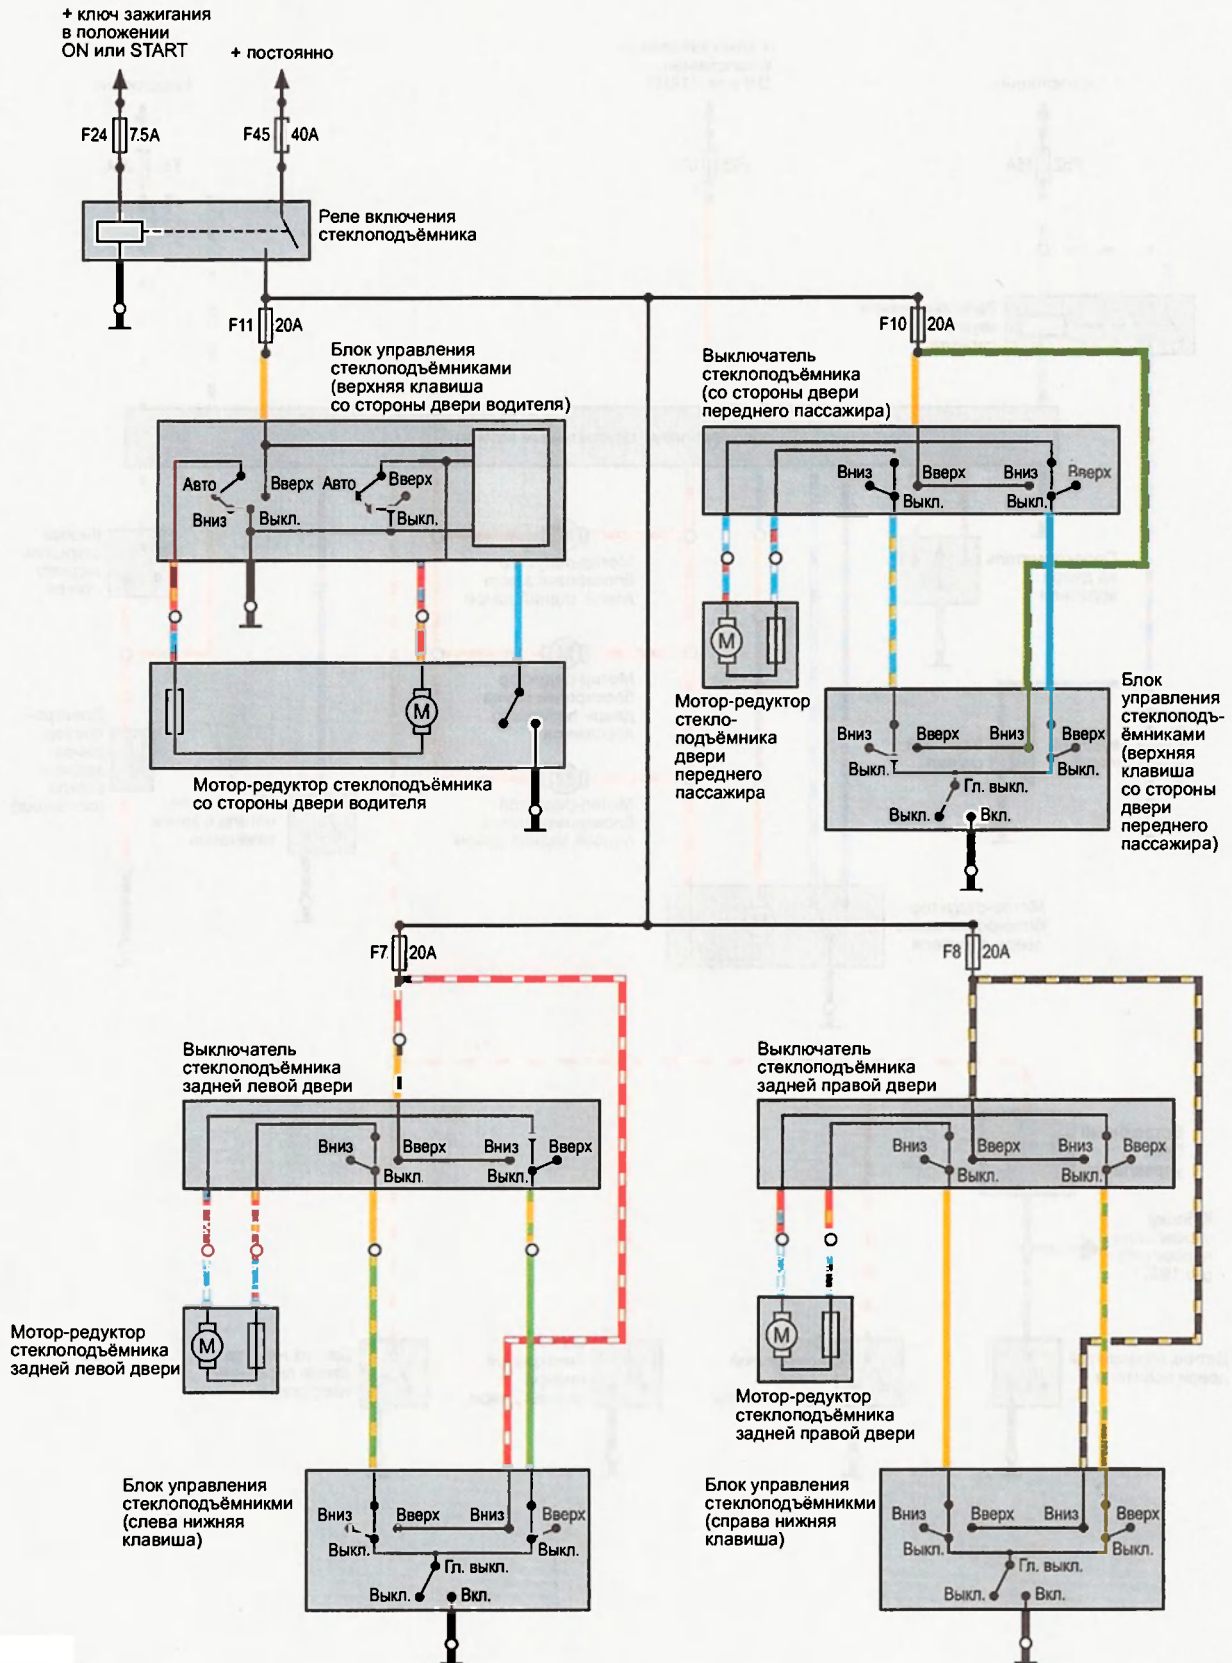 + ключ зажигания
в положении
ON или START
+ постоянно
F24
7.5A
F45
40A
Реле включения
стеклоподъёмника
F11
20A
F10
20A
Блок управления
стеклоподъёмниками
(верхняя клавиша
со стороны двери водителя)
Выключатель
стеклоподъёмника
(со стороны двери
переднего пассажира)
Авто
Вверх
Авто
Вверх
Вниз
Выкл.
Выкл.
Вниз
Вверх
Вниз
Вверх
Выкл.
Выкл.
M
M
Мотор-редуктор стеклоподъёмника
со стороны двери водителя
Мотор-редуктор
стекло-
подъёмника
двери
переднего
пассажира
Вниз
Вверх
Вниз
Вверх
Выкл.
Выкл.
Гл. выкл.
Выкл.
Вкл.
Блок
управления
стеклоподъ-
ёмниками
(верхняя
клавиша
со стороны
двери
переднего
пассажира)
F7
20A
F8
20A
Выключатель
стеклоподъёмника
задней левой двери
Выключатель
стеклоподъёмника
задней правой двери
Вниз
Вверх
Вниз
Вверх
Выкл.
Выкл.
Вниз
Вверх
Вниз
Вверх
Выкл.
Выкл.
M
Мотор-редуктор
стеклоподъёмника
задней левой двери
M
Мотор-редуктор
стеклоподъёмника
задней правой двери
Блок управления
стеклоподъёмникми
(слева нижняя
клавиша)
Вниз
Вверх
Вниз
Вверх
Выкл.
Выкл.
Гл. выкл.
Выкл.
Вкл.
Блок управления
стеклоподъёмникми
(справа нижняя
клавиша)
Вниз
Вверх
Вниз
Вверх
Выкл.
Выкл.
Гл. выкл.
Выкл.
Вкл.